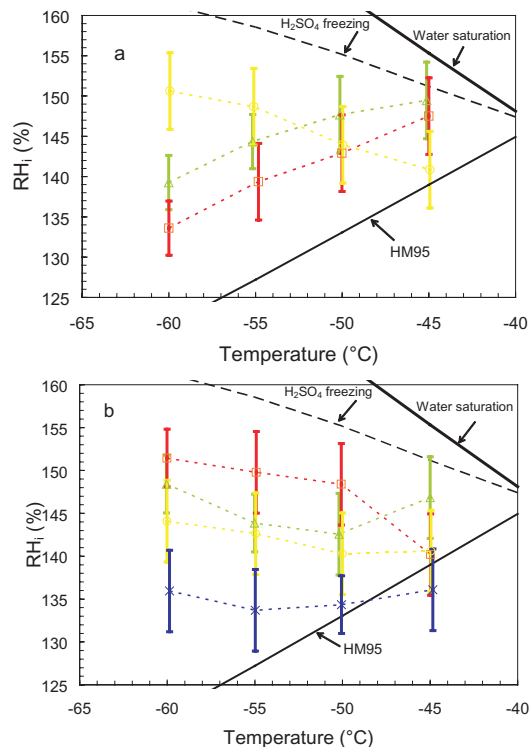 160
155
150
145
140
135
130
125
RHi (%)
a
H2SO4 freezing
Water saturation
HM95
-65 -60 -55 -50 -45 -40
Temperature (°C)
160
155
150
145
140
135
130
125
RHi (%)
b
H2SO4 freezing
Water saturation
HM95
-65 -60 -55 -50 -45 -40
Temperature (°C)